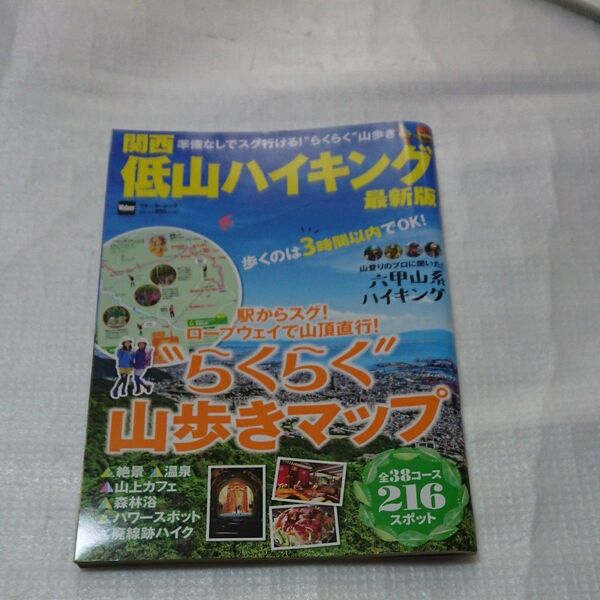 関西
準備なしでスグ行ける!"らくらく"山歩き
低山ハイキング
最新版
Walker
歩くのは3時間以内でOK!
山登りのプロに聞いた!
六甲山系
ハイキング
駅からスグ!
ロープウェイで山頂直行!
"らくらく"
山歩きマップ
絶景 温泉
山上カフェ
森林浴
パワースポット
廃線跡ハイク
全38コース
216
スポット